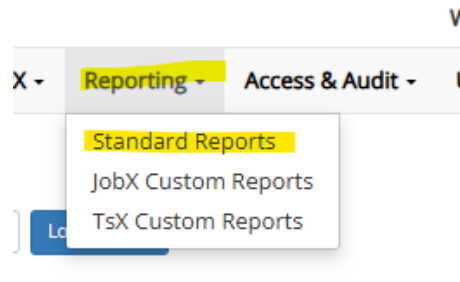 X Reporting Access & Audit
Standard Reports
JobX Custom Reports
TsX Custom Reports